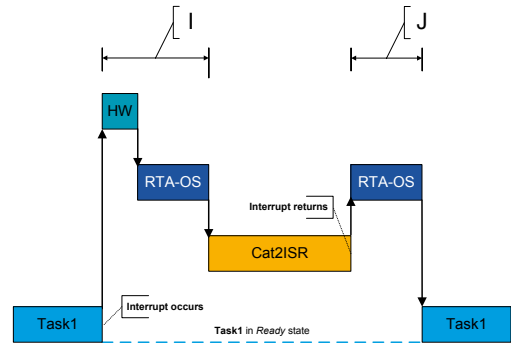 I
J
HW
RTA-OS
RTA-OS
Interrupt returns
Cat2ISR
Interrupt occurs
Task1
Task1 in Ready state
Task1